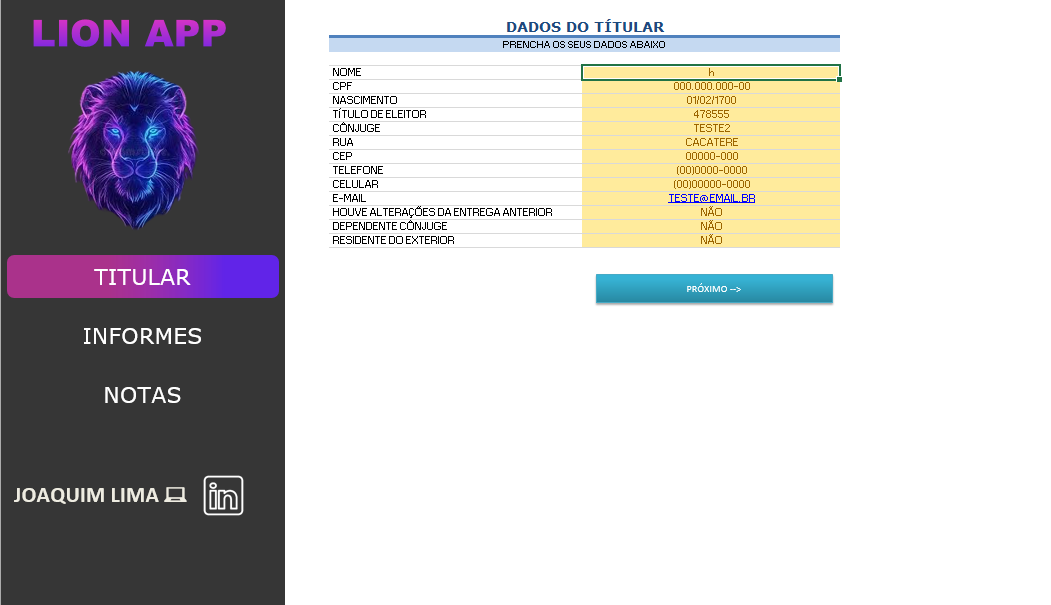 LION APP
TITULAR
INFORMES
NOTAS
JOAQUIM LIMA
in
DADOS DO TÍTULAR
PRENCHA OS SEUS DADOS ABAIXO
NOME h
CPF 000.000.000-00
NASCIMENTO 01/02/1700
TÍTULO DE ELEITOR 478555
CÔNJUGE TESTE2
RUA CACATERE
CEP 00000-000
TELEFONE (00)0000-0000
CELULAR (00)00000-0000
E-MAIL TESTE@EMAIL.BR
HOUVE ALTERAÇÕES DA ENTREGA ANTERIOR NÃO
DEPENDENTE CÔNJUGE NÃO
RESIDENTE DO EXTERIOR NÃO
PRÓXIMO -->